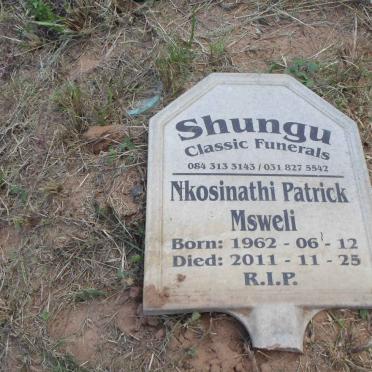 Shungu
Classic Funerals
084 313 3143 / 031 827 5542
Nkosinathi Patrick
Msweli
Born: 1962 - 06 - 12
Died: 2011 - 11 - 25
R.I.P.